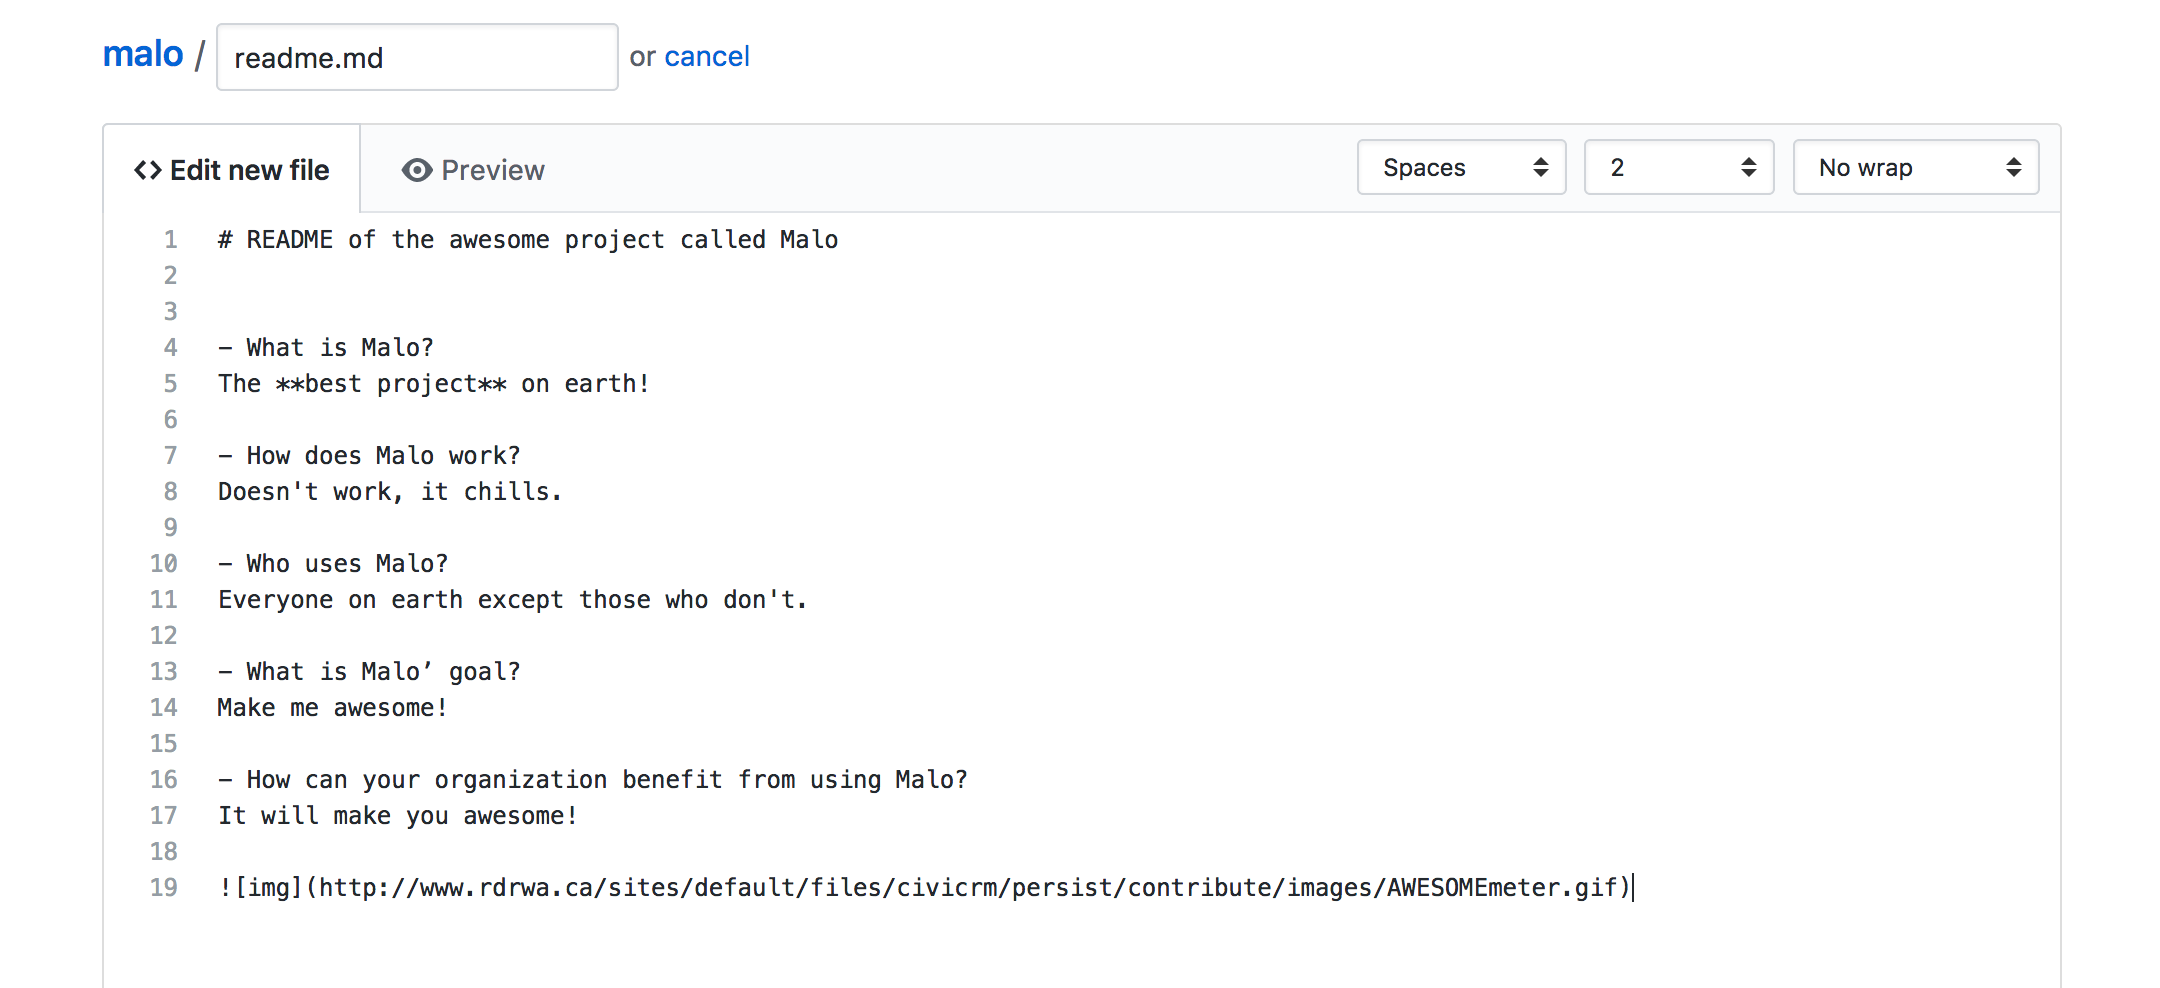 malo / readme.md or cancel
<> Edit new file Preview Spaces 2 No wrap
1 # README of the awesome project called Malo
2
3
4 - What is Malo?
5 The **best project** on earth!
6
7 - How does Malo work?
8 Doesn't work, it chills.
9
10 - Who uses Malo?
11 Everyone on earth except those who don't.
12
13 - What is Malo’ goal?
14 Make me awesome!
15
16 - How can your organization benefit from using Malo?
17 It will make you awesome!
18
19 ![img](http://www.rdrwa.ca/sites/default/files/civicrm/persist/contribute/images/AWESOMEmeter.gif)